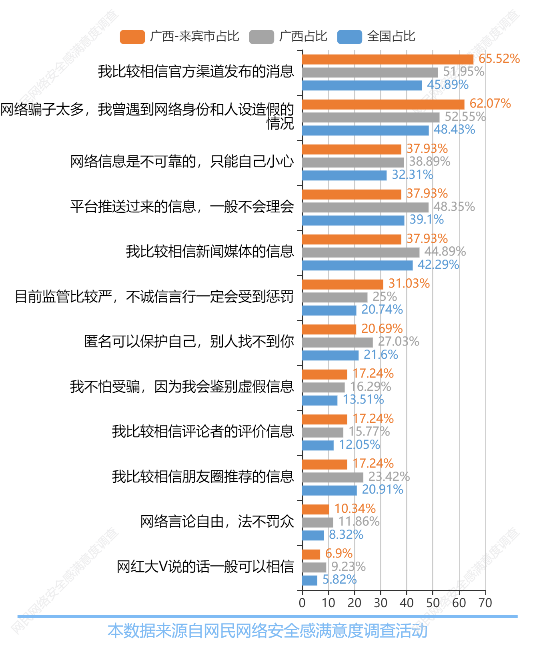 广西-来宾市占比 广西占比 全国占比
我比较相信官方渠道发布的消息 65.52% 51.95% 45.89%
网络骗子太多，我曾遇到网络身份和人设造假的
情况 62.07% 52.55% 48.43%
网络信息是不可靠的，只能自己小心 37.93% 38.89% 32.31%
平台推送过来的信息，一般不会理会 37.93% 48.35% 39.1%
我比较相信新闻媒体的信息 37.93% 44.89% 42.29%
目前监管比较严，不诚信言行一定会受到惩罚 31.03% 25% 20.74%
匿名可以保护自己，别人找不到你 20.69% 27.03% 21.6%
我不怕受骗，因为我会鉴别虚假信息 17.24% 16.29% 13.51%
我比较相信评论者的评价信息 17.24% 15.77% 12.05%
我比较相信朋友圈推荐的信息 17.24% 23.42% 20.91%
网络言论自由，法不罚众 10.34% 11.86% 8.32%
网红大V说的话一般可以相信 6.9% 9.23% 5.82%
0 10 20 30 40 50 60 70
本数据来源自网民网络安全感满意度调查活动